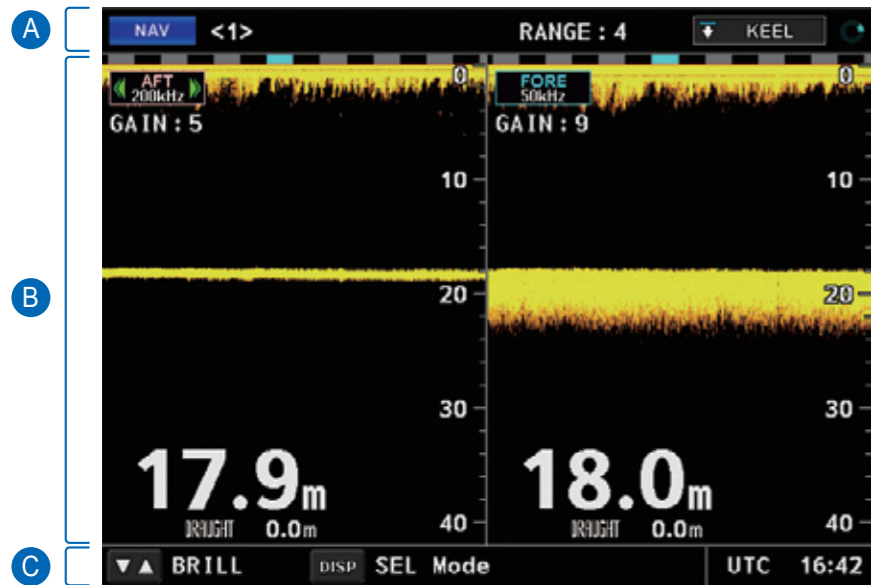 A
NAV <1> RANGE : 4 KEEL
B
AFT
200kHz
GAIN : 5
0
10
20
30
40
17.9m
DRAUGHT 0.0m
FORE
50kHz
GAIN : 9
0
10
20
30
40
18.0m
DRAUGHT 0.0m
C
▼ ▲ BRILL DISP SEL Mode UTC 16:42